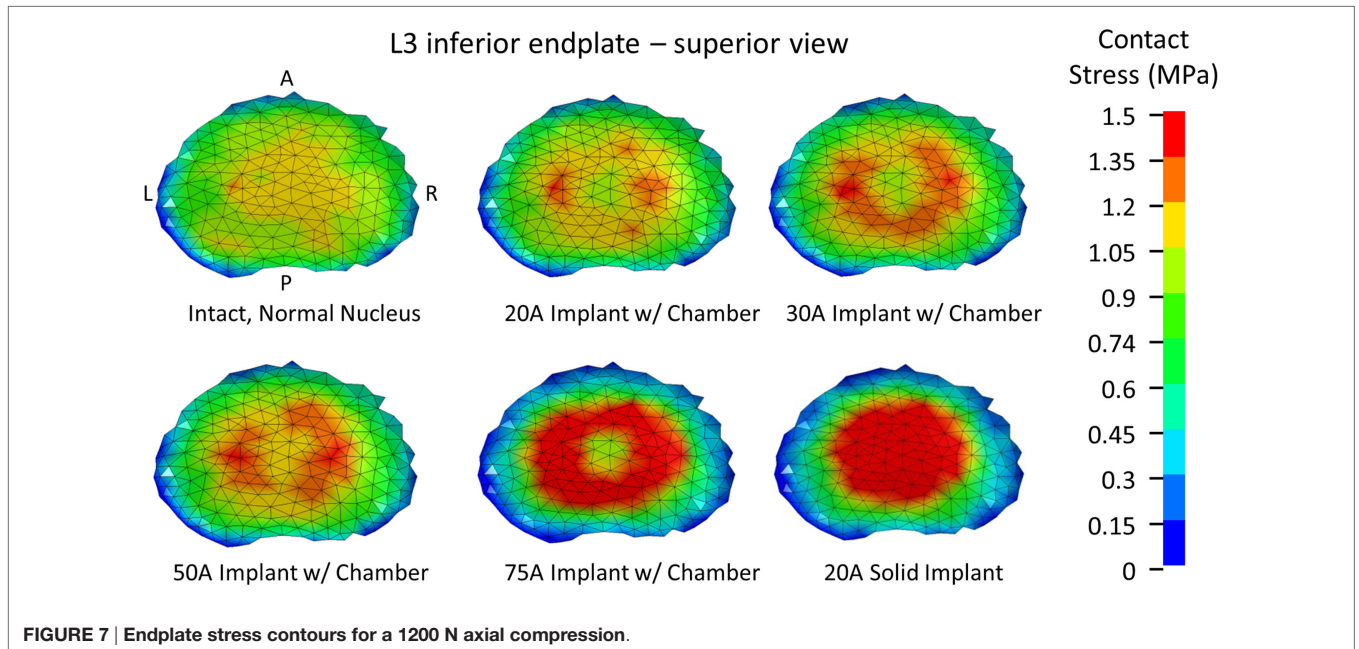 L3 inferior endplate – superior view
Contact
Stress (MPa)
A
L
R
P
Intact, Normal Nucleus
20A Implant w/ Chamber
30A Implant w/ Chamber
50A Implant w/ Chamber
75A Implant w/ Chamber
20A Solid Implant
1.5
1.35
1.2
1.05
0.9
0.74
0.6
0.45
0.3
0.15
0
FIGURE 7 | Endplate stress contours for a 1200 N axial compression.